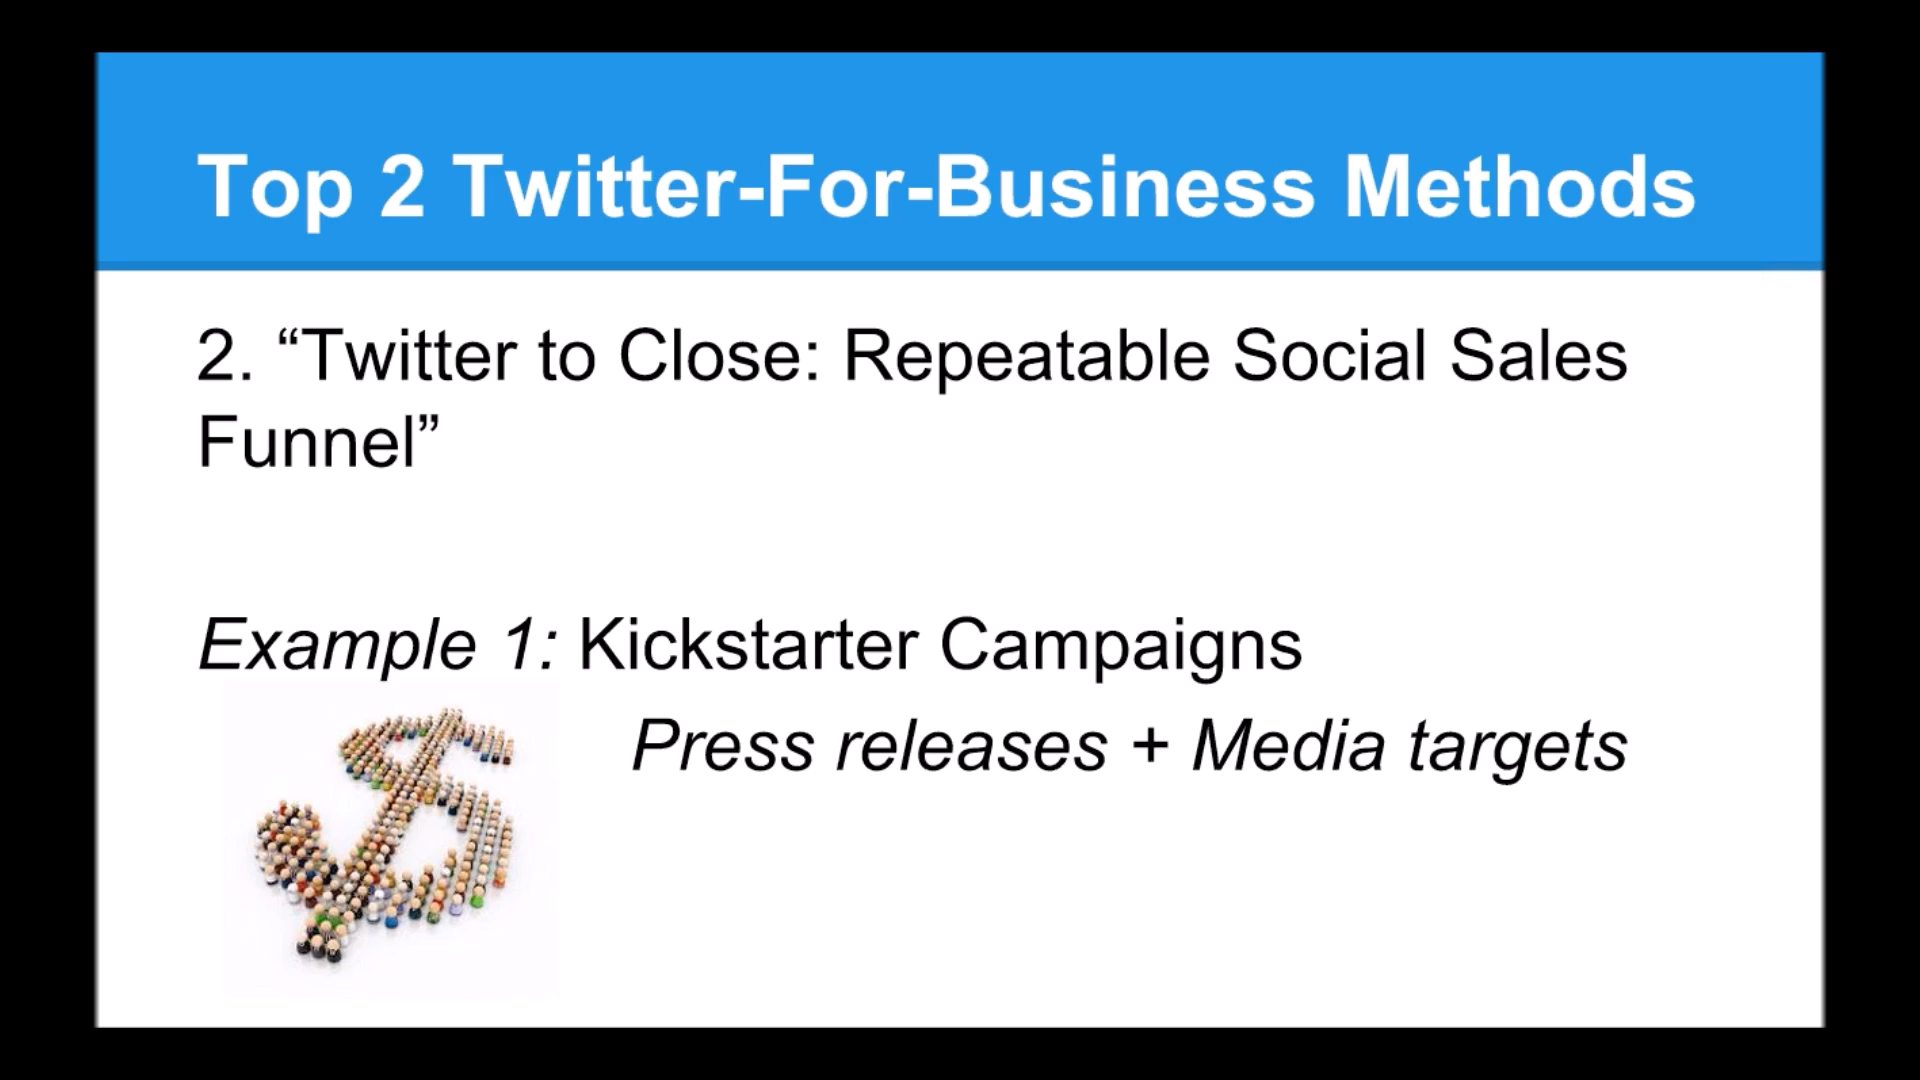 Top 2 Twitter-For-Business Methods
2. “Twitter to Close: Repeatable Social Sales
Funnel”
Example 1: Kickstarter Campaigns
Press releases + Media targets